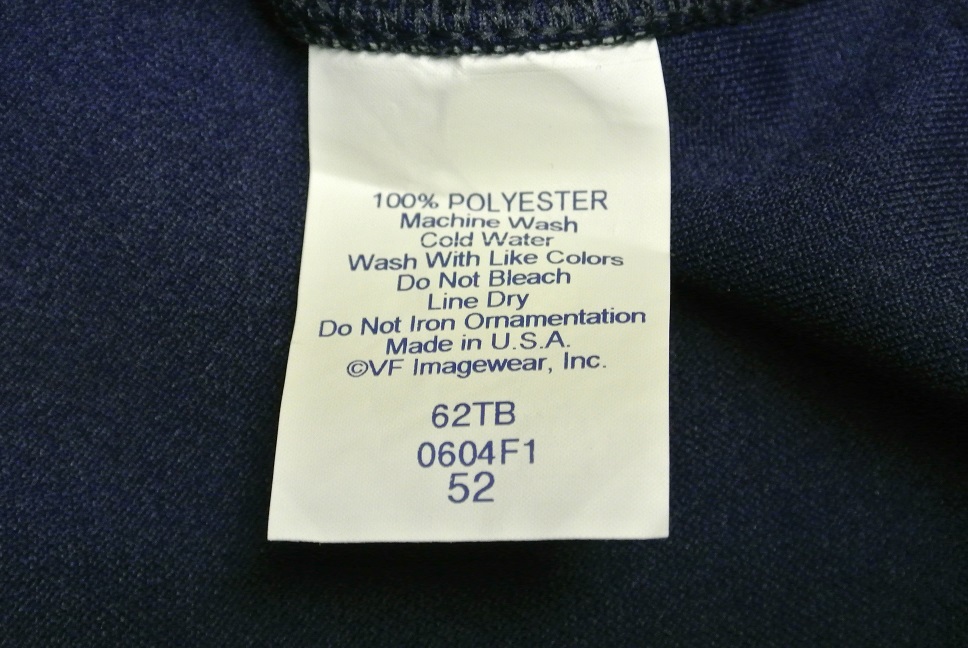 100% POLYESTER
Machine Wash
Cold Water
Wash With Like Colors
Do Not Bleach
Line Dry
Do Not Iron Ornamentation
Made in U.S.A.
©VF Imagewear, Inc.
62TB
0604F1
52